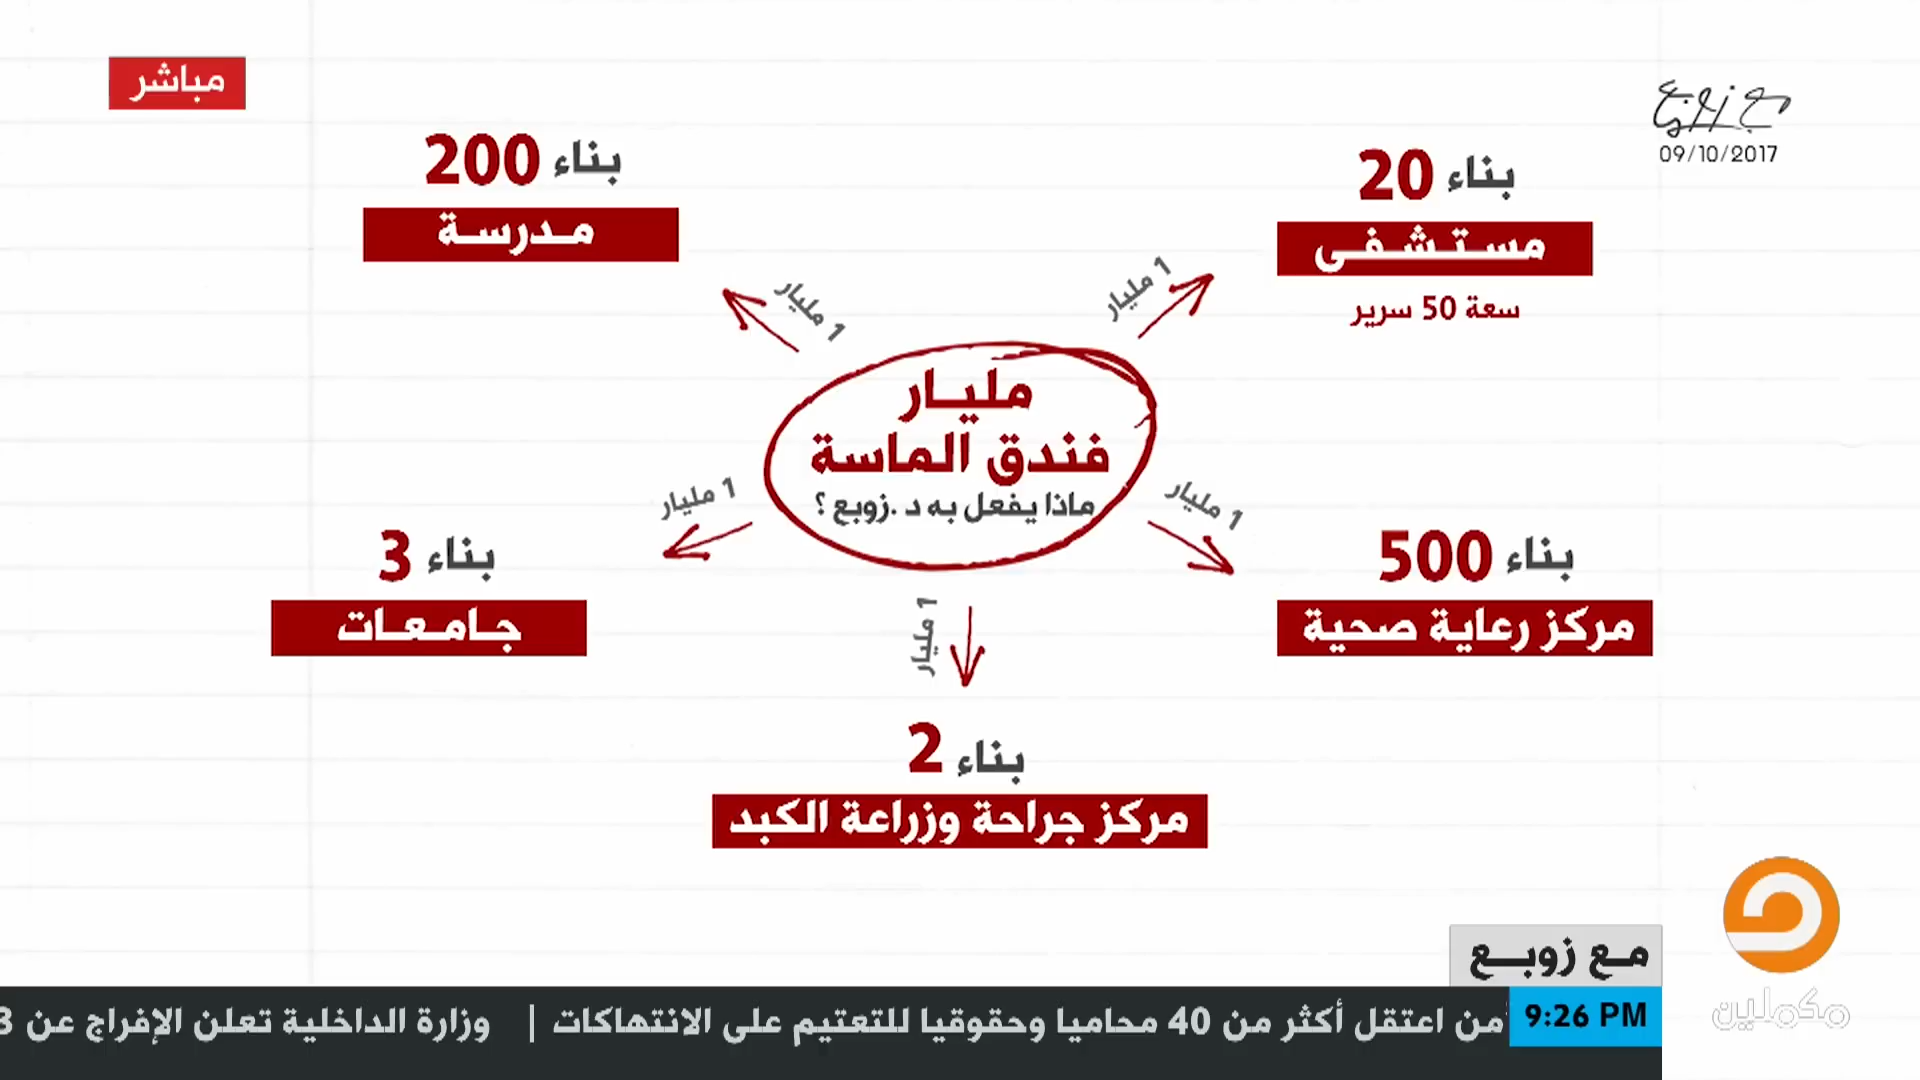 مباشر
مع زوبع
09/10/2017
بناء 20
مستشفى
سعة 50 سرير
1 مليار
بناء 200
مدرسة
1 مليار
مليار
فندق الماسة
ماذا يفعل به د.زوبع ؟
1 مليار
بناء 500
مركز رعاية صحية
1 مليار
بناء 3
جامعات
1 مليار
بناء 2
مركز جراحة وزراعة الكبد
مع زوبع
مكملين
9:26 PM
اعتقل أكثر من 40 محاميا وحقوقيا للتعتيم على الانتهاكات | وزارة الداخلية تعلن الإفراج عن